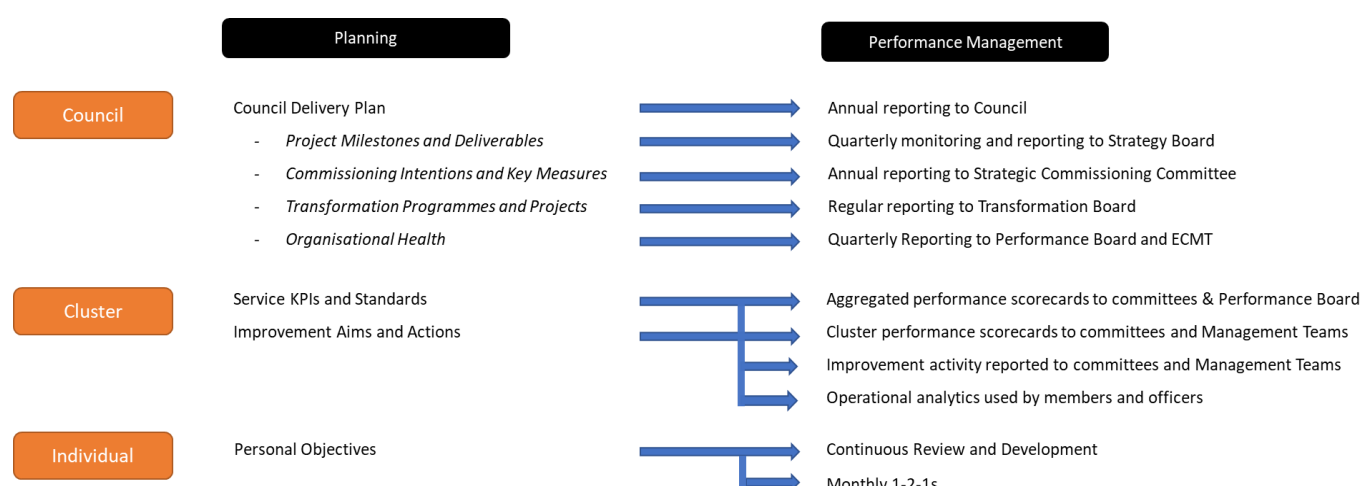 Planning
Performance Management
Council
Council Delivery Plan
Annual reporting to Council
- Project Milestones and Deliverables
Quarterly monitoring and reporting to Strategy Board
- Commissioning Intentions and Key Measures
Annual reporting to Strategic Commissioning Committee
- Transformation Programmes and Projects
Regular reporting to Transformation Board
- Organisational Health
Quarterly Reporting to Performance Board and ECMT
Cluster
Service KPIs and Standards
Aggregated performance scorecards to committees & Performance Board
Improvement Aims and Actions
Cluster performance scorecards to committees and Management Teams
Improvement activity reported to committees and Management Teams
Operational analytics used by members and officers
Individual
Personal Objectives
Continuous Review and Development
Monthly 1-2-1s